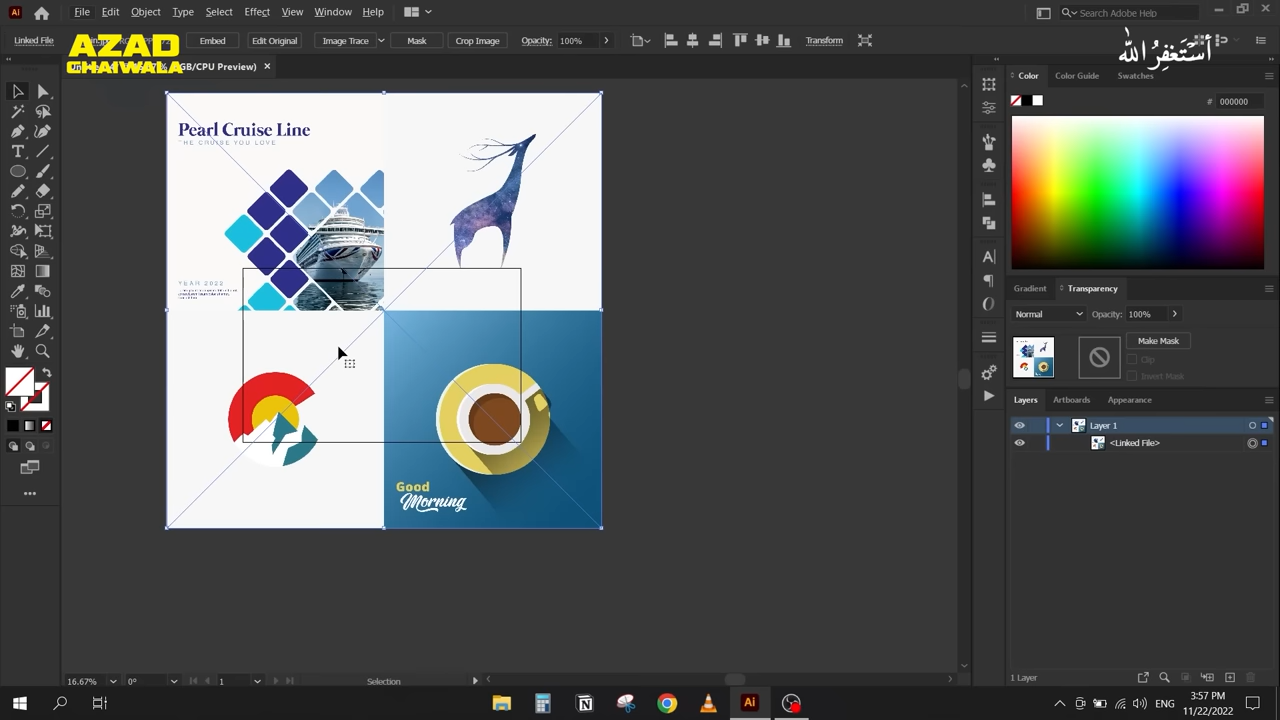 File Edit Object Type Select Effect View Window Help
Search Adobe Help
Linked File
Embed
Edit Original
Image Trace
Mask
Crop Image
Opacity: 100%
Transform
AZAD
CHAIWALA
أستغفر الله
GB/CPU Preview)
Pearl Cruise Line
THE CRUISE YOU LOVE
YEAR 2022
Good
Morning
Color
Color Guide
Swatches
# 000000
Gradient
Transparency
Normal
Opacity: 100%
Make Mask
Clip
Invert Mask
Layers
Artboards
Appearance
Layer 1
<Linked File>
1 Layer
16.67%
0°
1
Selection
ENG
3:57 PM
11/22/2022